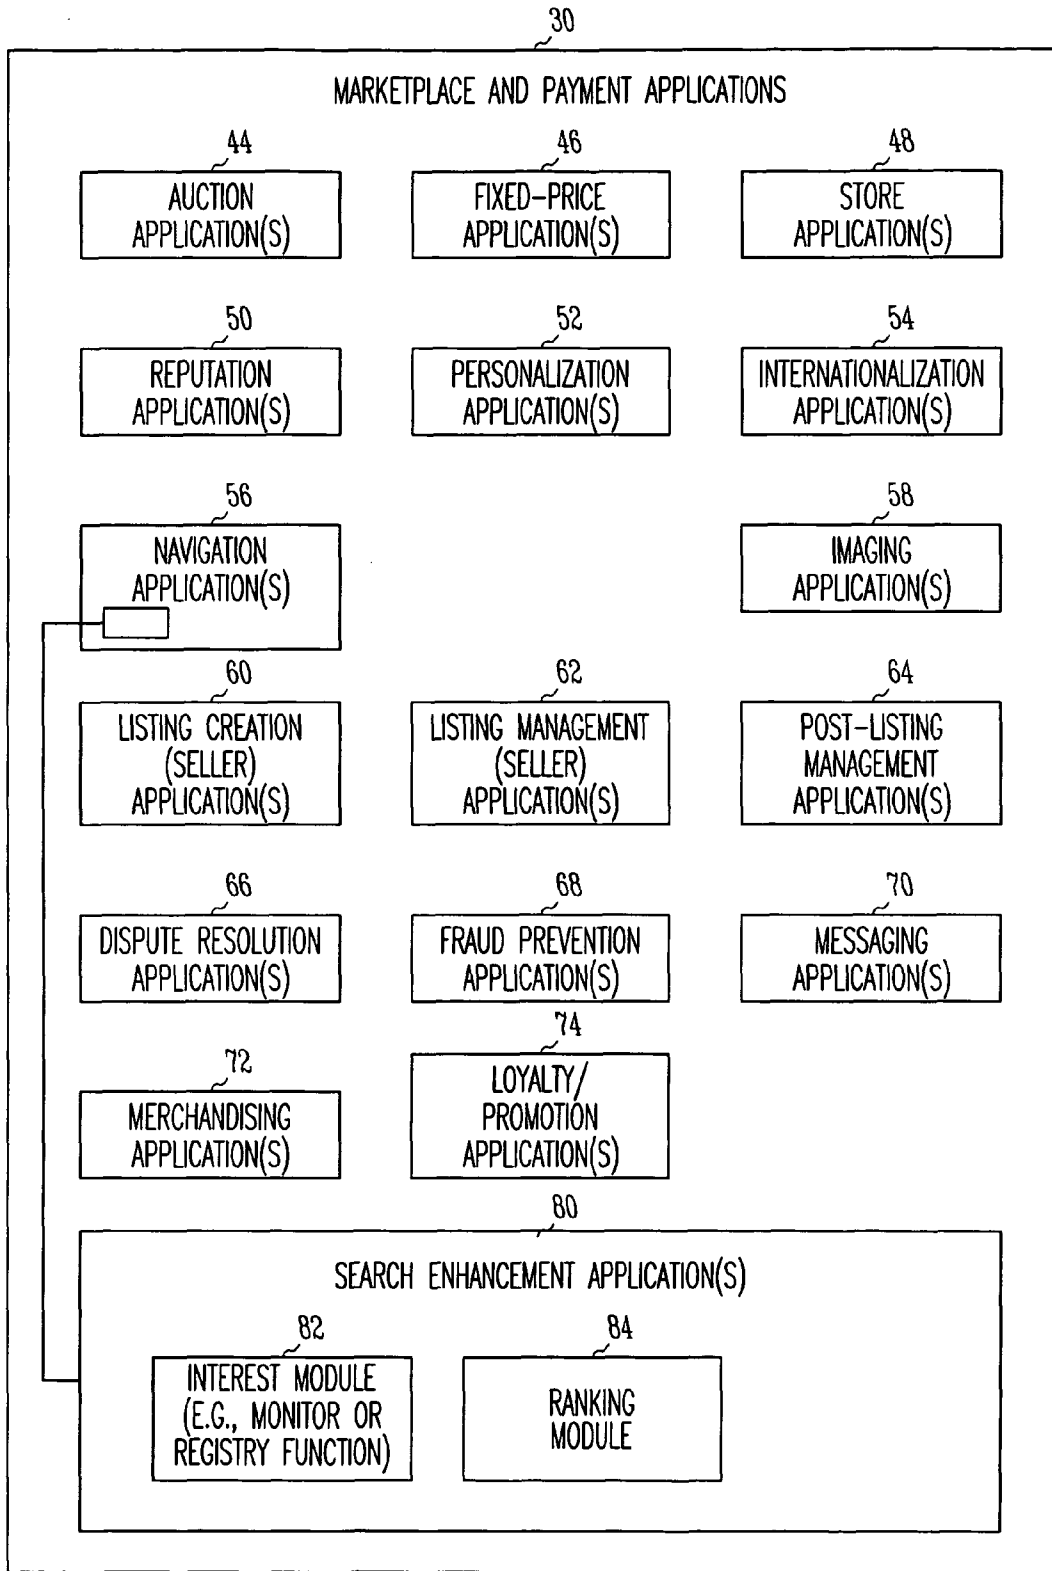 30
MARKETPLACE AND PAYMENT APPLICATIONS
44
AUCTION
APPLICATION(S)
46
FIXED-PRICE
APPLICATION(S)
48
STORE
APPLICATION(S)
50
REPUTATION
APPLICATION(S)
52
PERSONALIZATION
APPLICATION(S)
54
INTERNATIONALIZATION
APPLICATION(S)
56
NAVIGATION
APPLICATION(S)
58
IMAGING
APPLICATION(S)
60
LISTING CREATION
(SELLER)
APPLICATION(S)
62
LISTING MANAGEMENT
(SELLER)
APPLICATION(S)
64
POST-LISTING
MANAGEMENT
APPLICATION(S)
66
DISPUTE RESOLUTION
APPLICATION(S)
68
FRAUD PREVENTION
APPLICATION(S)
70
MESSAGING
APPLICATION(S)
72
MERCHANDISING
APPLICATION(S)
74
LOYALTY/
PROMOTION
APPLICATION(S)
80
SEARCH ENHANCEMENT APPLICATION(S)
82
INTEREST MODULE
(E.G., MONITOR OR
REGISTRY FUNCTION)
84
RANKING
MODULE